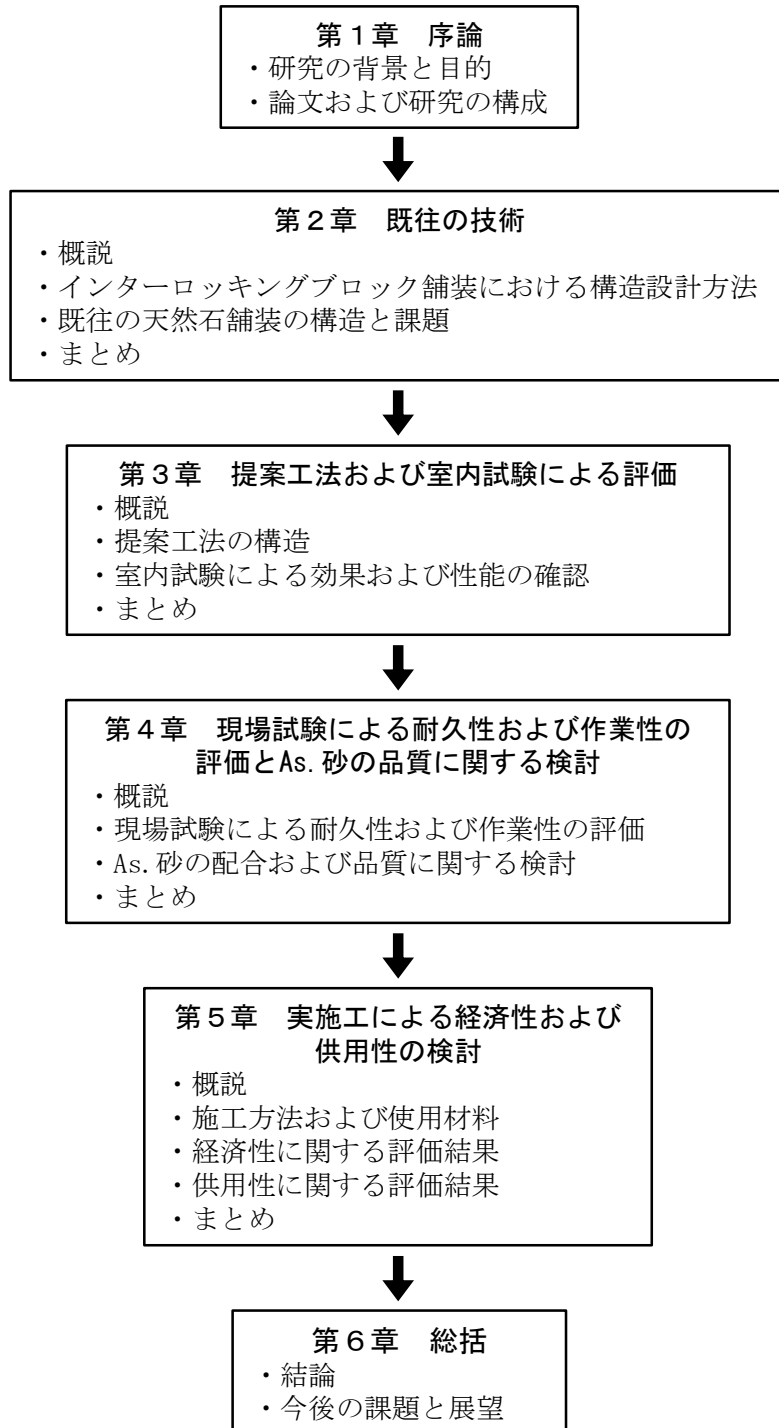 第１章　序論
・研究の背景と目的
・論文および研究の構成
第２章　既往の技術
・概説
・インターロッキングブロック舗装における構造設計方法
・既往の天然石舗装の構造と課題
・まとめ
第３章　提案工法および室内試験による評価
・概説
・提案工法の構造
・室内試験による効果および性能の確認
・まとめ
第４章　現場試験による耐久性および作業性の
評価とAs.砂の品質に関する検討
・概説
・現場試験による耐久性および作業性の評価
・As.砂の配合および品質に関する検討
・まとめ
第５章　実施工による経済性および
供用性の検討
・概説
・施工方法および使用材料
・経済性に関する評価結果
・供用性に関する評価結果
・まとめ
第６章　総括
・結論
・今後の課題と展望